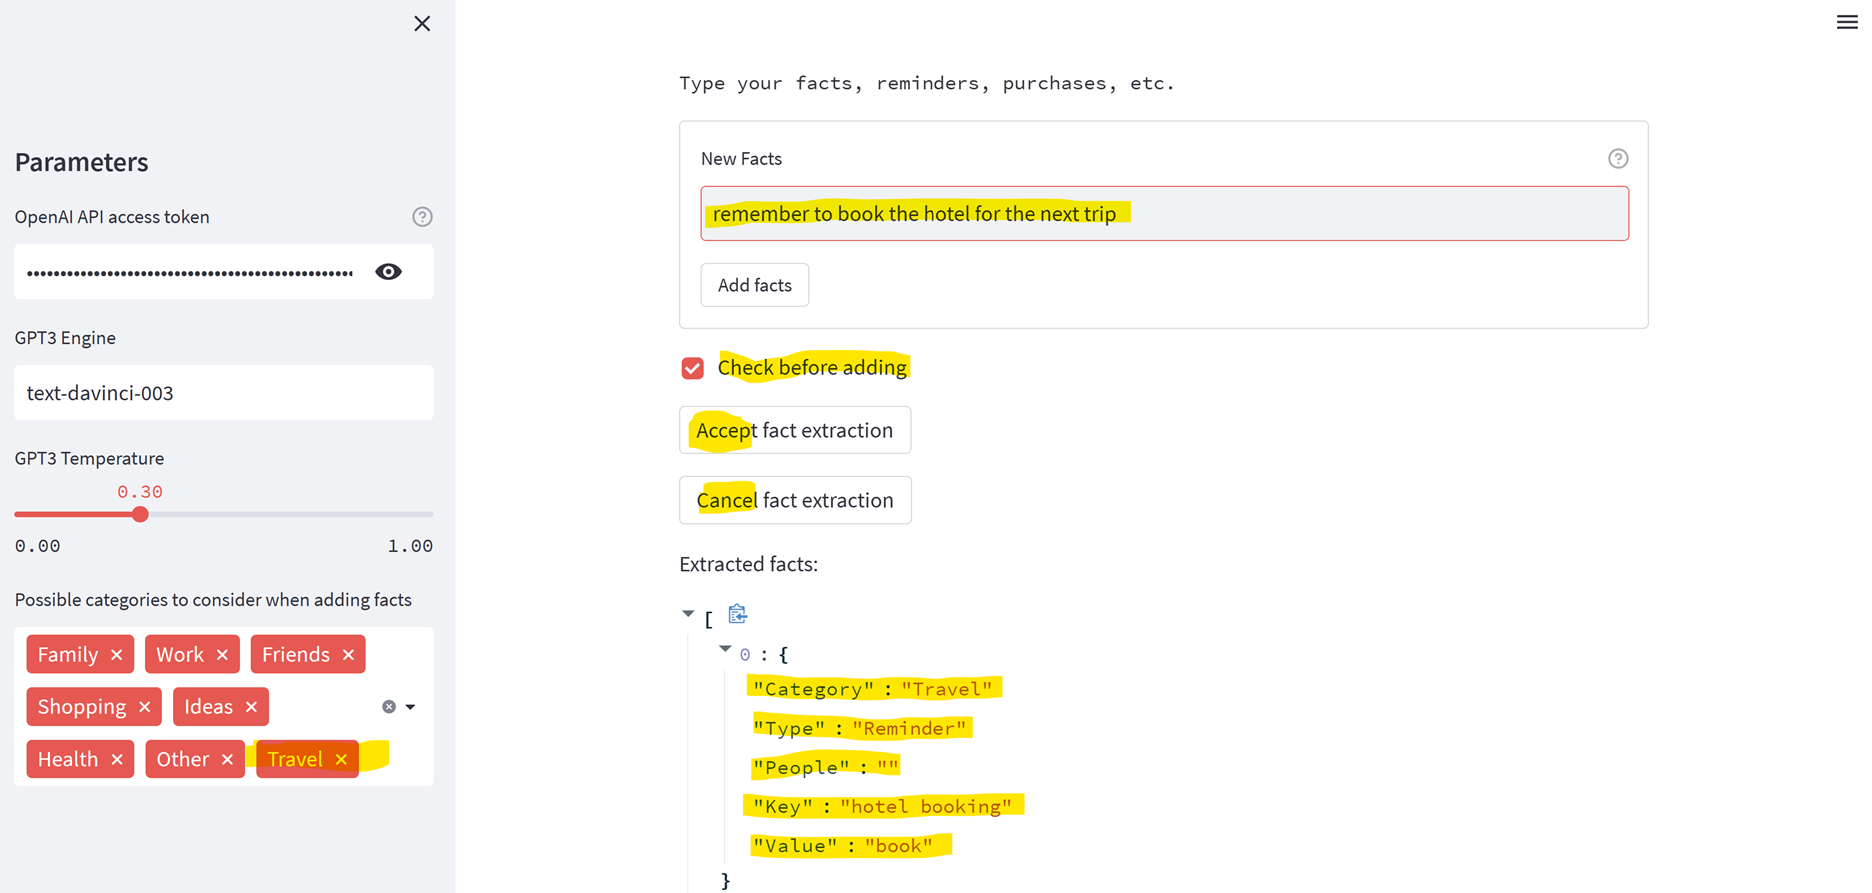 Parameters
OpenAI API access token
••••••••••••••••••••••••••••••••••••••••••••••••
GPT3 Engine
text-davinci-003
GPT3 Temperature
0.30
0.00 1.00
Possible categories to consider when adding facts
Family × Work × Friends ×
Shopping × Ideas ×
Health × Other × Travel ×
Type your facts, reminders, purchases, etc.
New Facts
remember to book the hotel for the next trip
Add facts
Check before adding
Accept fact extraction
Cancel fact extraction
Extracted facts:
[
0 : {
"Category" : "Travel"
"Type" : "Reminder"
"People" : ""
"Key" : "hotel booking"
"Value" : "book"
}